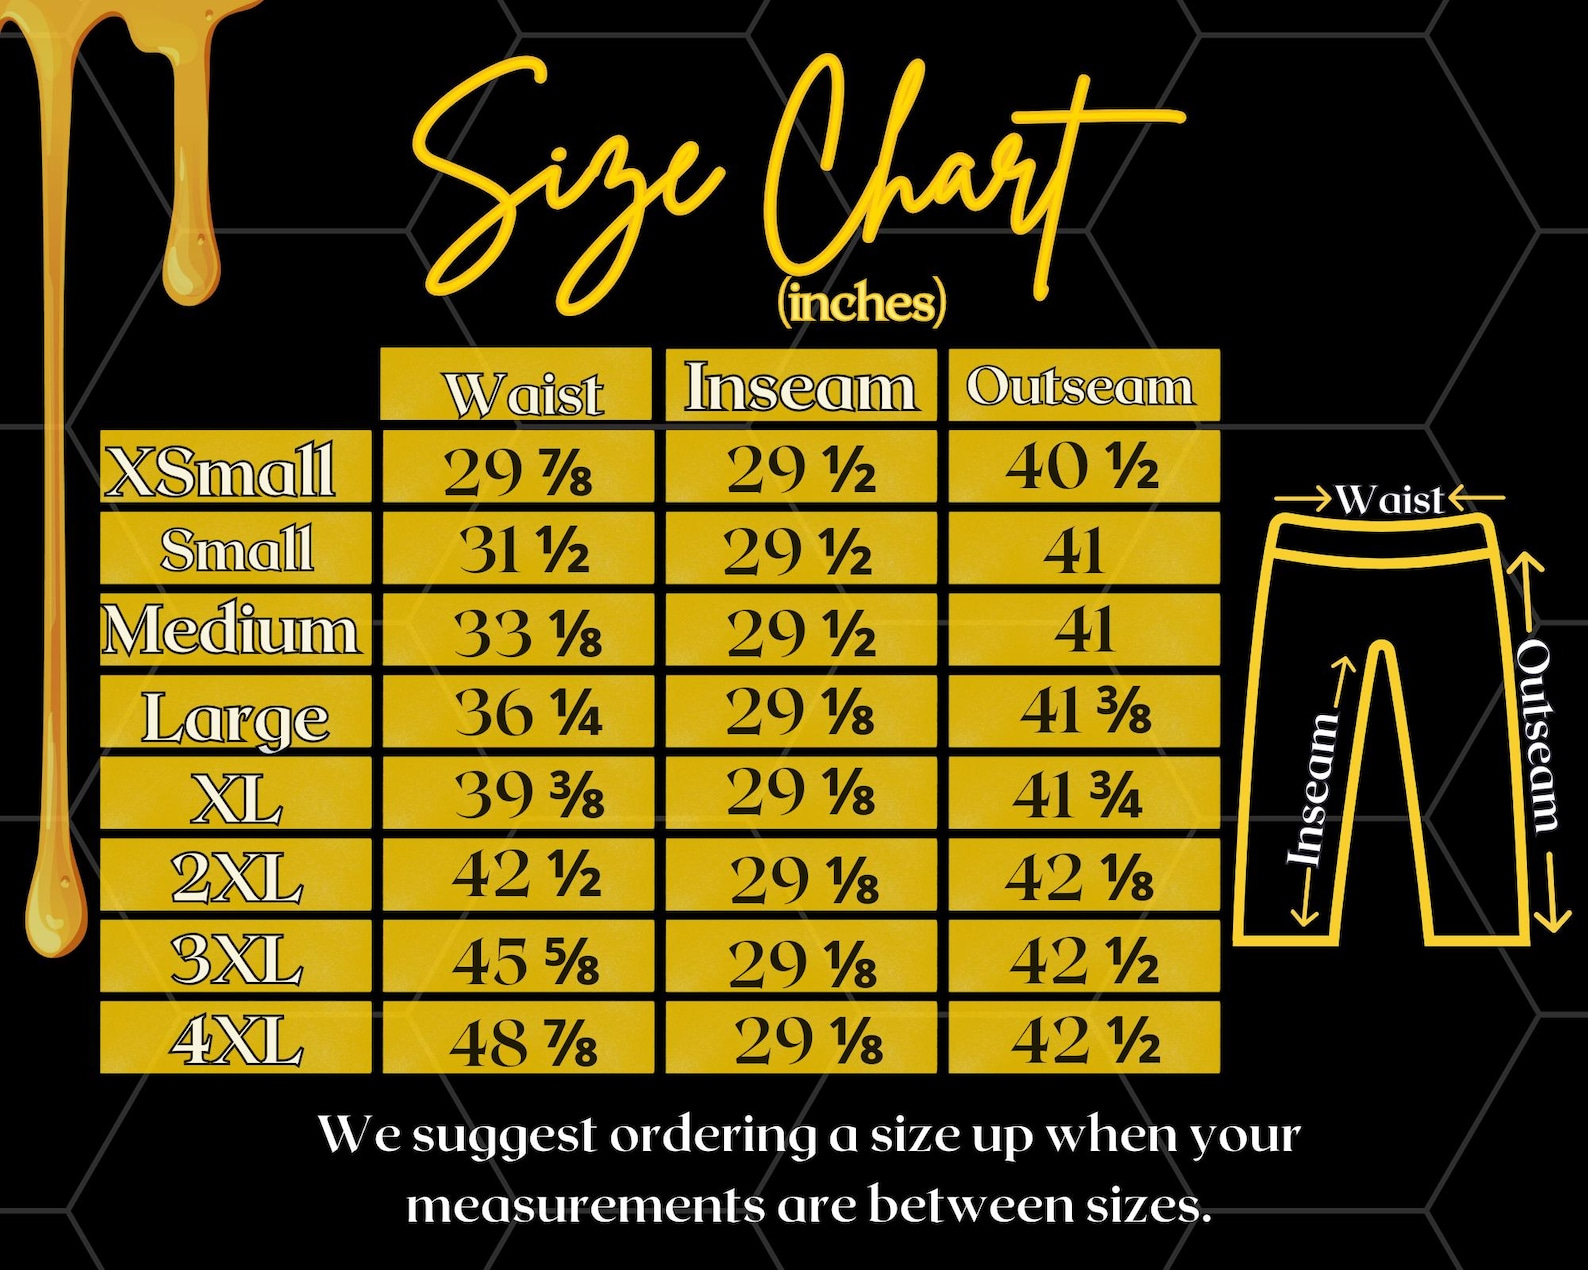 Size Chart
(inches)
Waist Inseam Outseam
XSmall 29 ⅞ 29 ½ 40 ½
Small 31 ½ 29 ½ 41
Medium 33 ⅛ 29 ½ 41
Large 36 ¼ 29 ⅛ 41 ⅜
XL 39 ⅜ 29 ⅛ 41 ¾
2XL 42 ½ 29 ⅛ 42 ⅛
3XL 45 ⅝ 29 ⅛ 42 ½
4XL 48 ⅞ 29 ⅛ 42 ½
Waist
Inseam
Outseam
We suggest ordering a size up when your
measurements are between sizes.